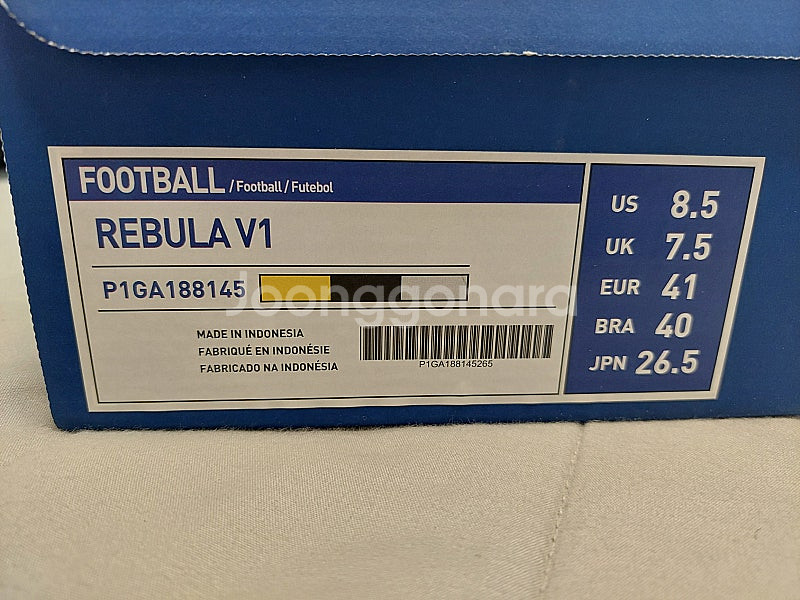 FOOTBALL / Football / Futebol
REBULA V1
P1GA188145
MADE IN INDONESIA
FABRIQUÉ EN INDONÉSIE
FABRICADO NA INDONÉSIA
P1GA188145265
US 8.5
UK 7.5
EUR 41
BRA 40
JPN 26.5
Joonggonara